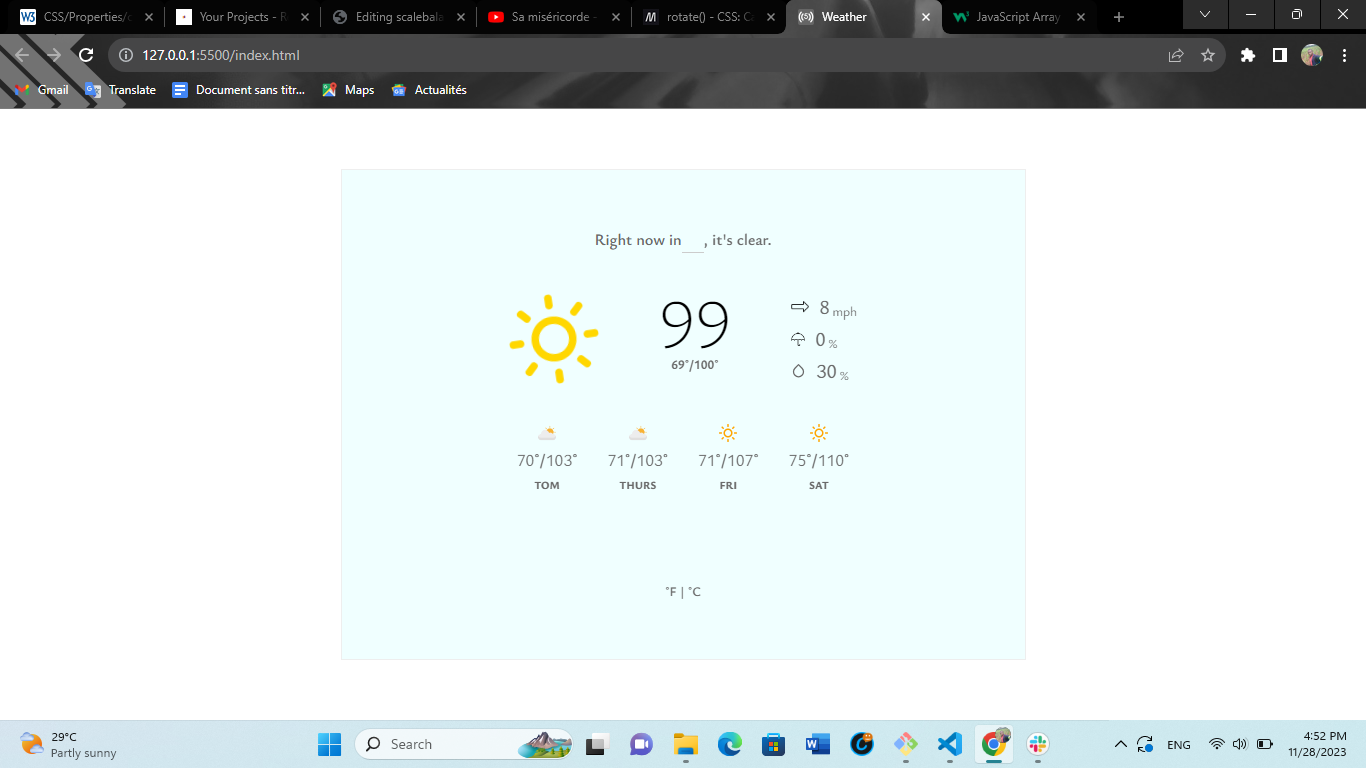 CSS/Properties/c
Your Projects - R
Editing scalebala
Sa miséricorde -
rotate() - CSS: Ca
Weather
JavaScript Array
127.0.0.1:5500/index.html
Gmail
Translate
Document sans titr...
Maps
Actualités
Right now in , it's clear.
99
69°/100°
8 mph
0 %
30 %
70°/103°
71°/103°
71°/107°
75°/110°
TOM
THURS
FRI
SAT
°F | °C
29°C
Partly sunny
Search
ENG
4:52 PM
11/28/2023